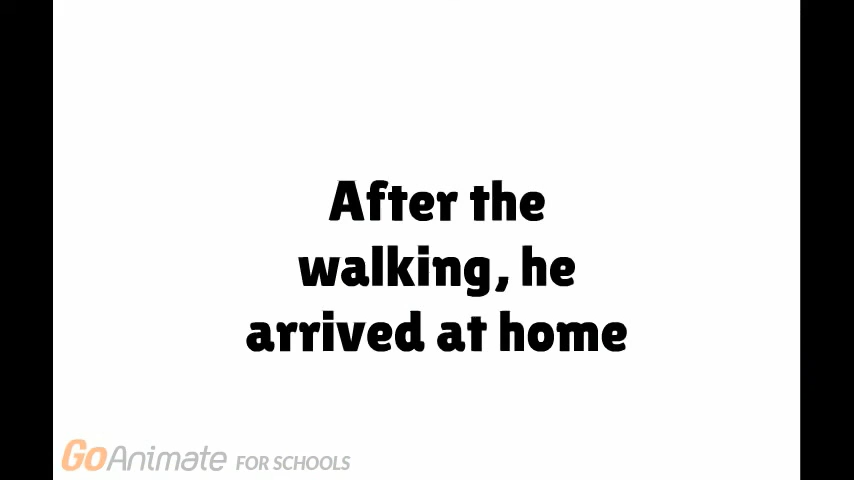 After the
walking, he
arrived at home
GoAnimate FOR SCHOOLS